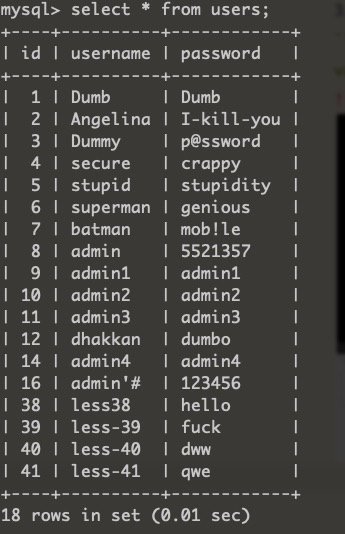 mysql> select * from users;
+----+----------+------------+
| id | username | password   |
+----+----------+------------+
|  1 | Dumb     | Dumb       |
|  2 | Angelina | I-kill-you |
|  3 | Dummy    | p@ssword   |
|  4 | secure   | crappy     |
|  5 | stupid   | stupidity  |
|  6 | superman | genious    |
|  7 | batman   | mob!le     |
|  8 | admin    | 5521357    |
|  9 | admin1   | admin1     |
| 10 | admin2   | admin2     |
| 11 | admin3   | admin3     |
| 12 | dhakkan  | dumbo      |
| 14 | admin4   | admin4     |
| 16 | admin'#  | 123456     |
| 38 | less38   | hello      |
| 39 | less-39  | fuck       |
| 40 | less-40  | dww        |
| 41 | less-41  | qwe        |
+----+----------+------------+
18 rows in set (0.01 sec)